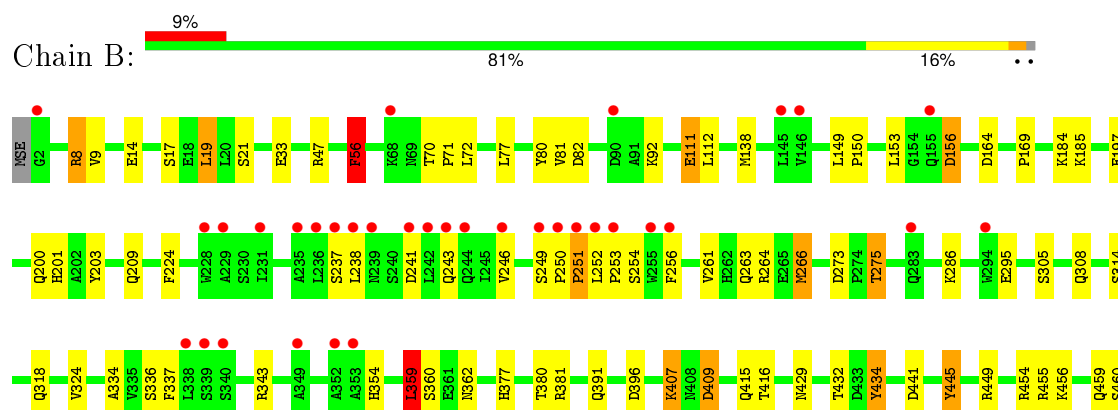 9%
Chain B:
81% 16%
MSE G2 R8 Y9 E14 S17 E18 L19 L20 S21 E33 R47 F56 K68 N69 T70 P71 L72 L77 Y80 V81 D82 D90 A91 K92 E111 L112 M138 L145 V146 L149 P150 L153 G154 Q155 D156 D164 P169 K184 K185
Q200 H201 A202 Y203 Q209 F224 W228 A229 S230 I231 A235 L236 S237 L238 N239 S240 D241 L242 Q243 Q244 I245 V246 S249 P250 P251 L252 P253 S254 W255 F256 V261 H262 Q263 R264 E265 M266 D273 P274 T275 Q283 K286 W294 E295 S305 Q308
Q318 V324 A334 V335 S336 F337 L338 S339 S340 R343 A349 A352 A353 H354 L359 S360 E361 N362 H377 T380 R381 Q391 D396 K407 N408 D409 Q415 T416 N429 T432 D433 Y434 D441 Y445 R449 R454 R455 K456 Q459